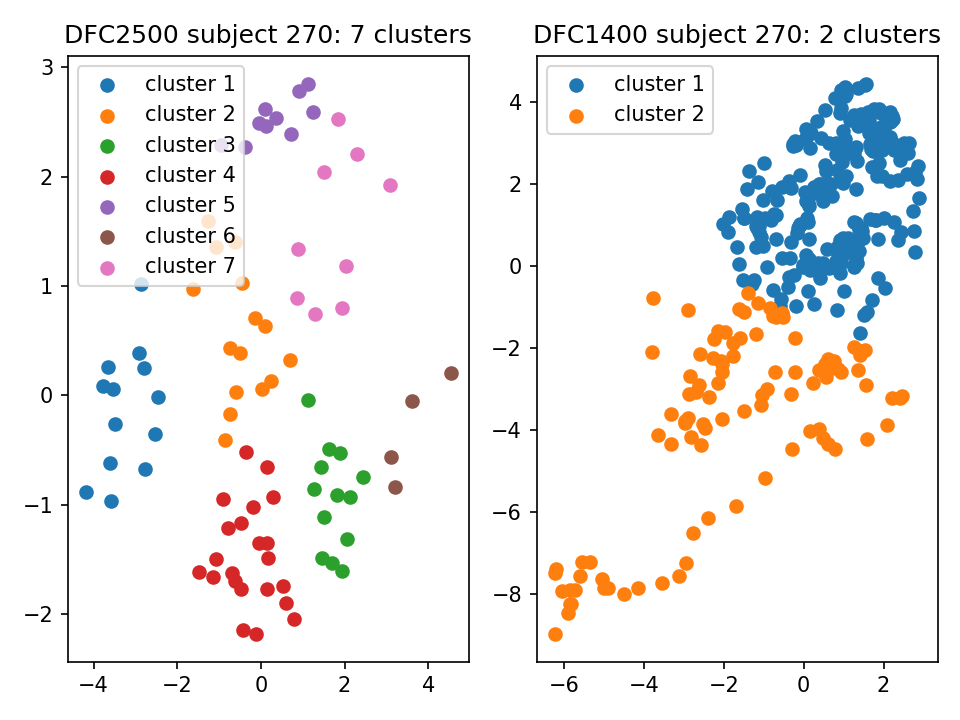 DFC2500 subject 270: 7 clusters
3
2
1
0
−1
−2
−4
−2
0
2
4
cluster 1
cluster 2
cluster 3
cluster 4
cluster 5
cluster 6
cluster 7
DFC1400 subject 270: 2 clusters
4
2
0
−2
−4
−6
−8
−6
−4
−2
0
2
cluster 1
cluster 2